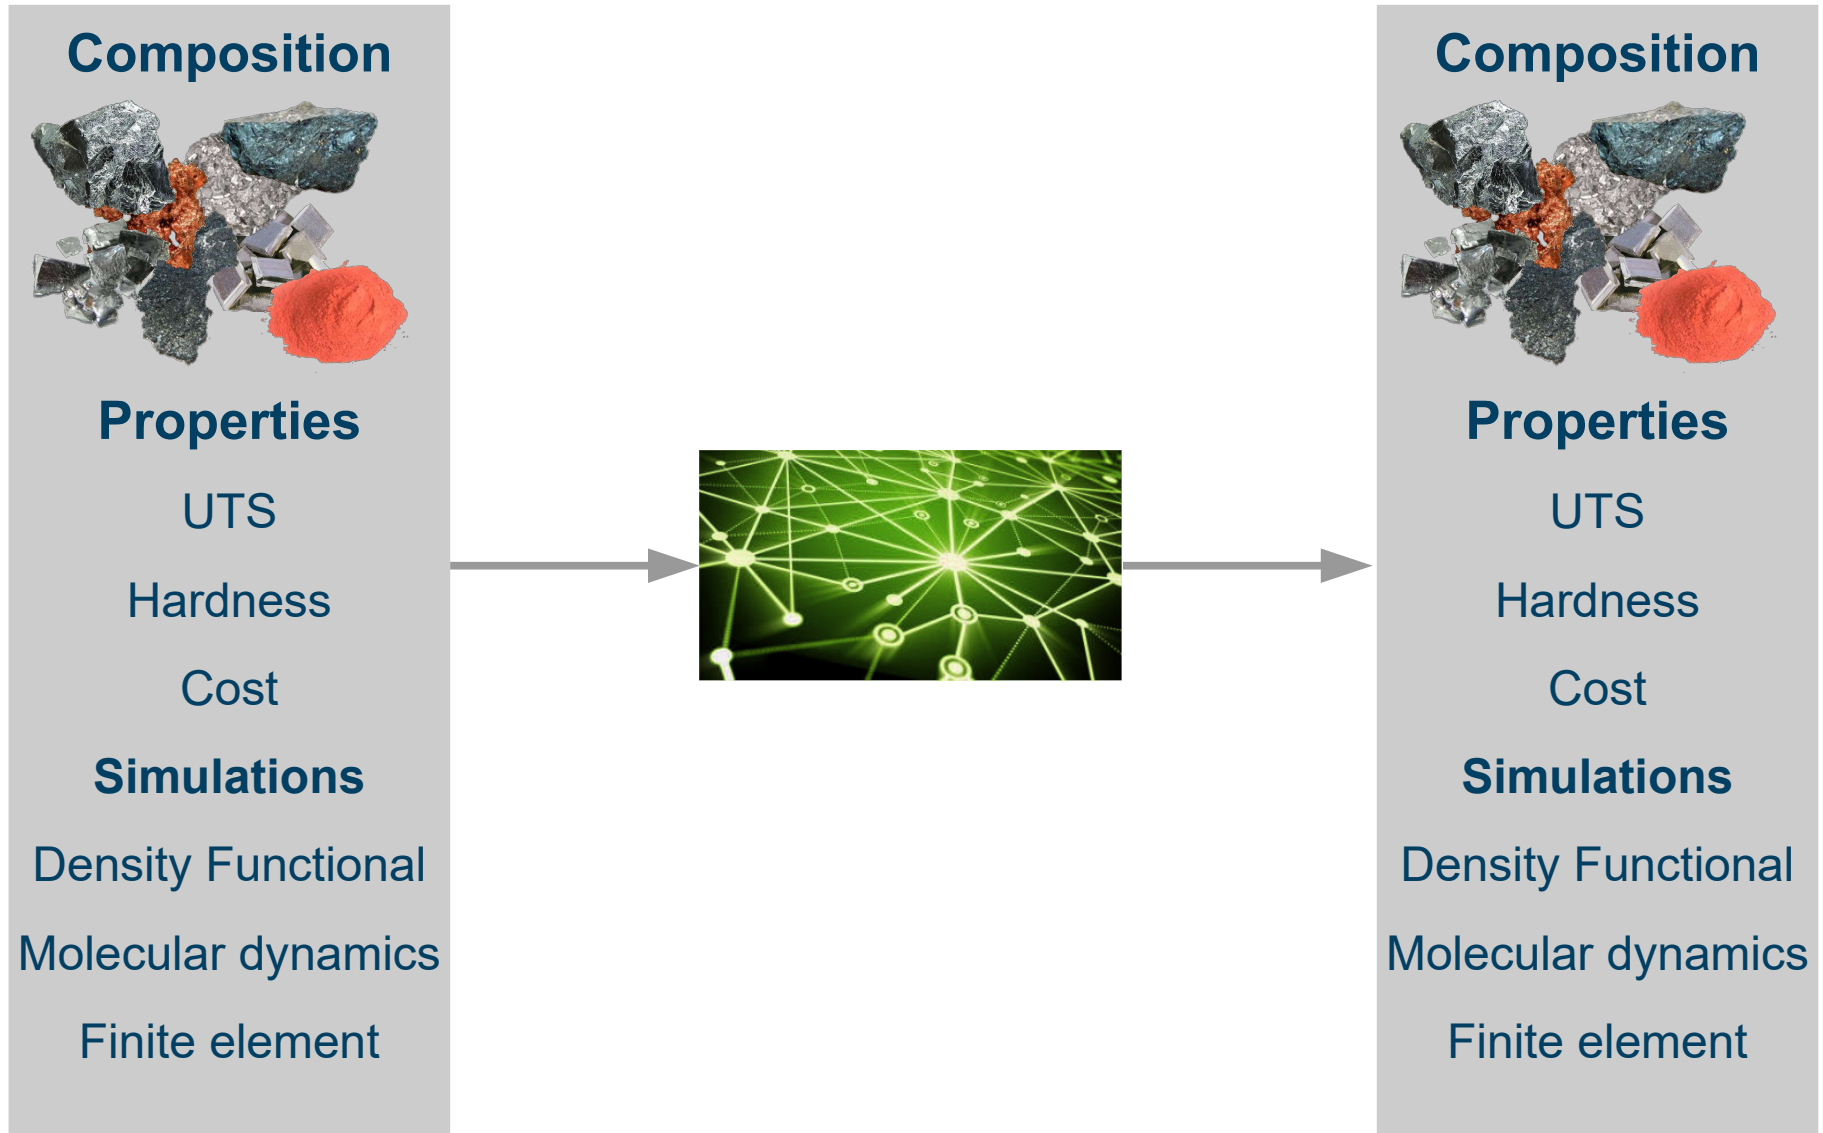 Composition
Properties
UTS
Hardness
Cost
Simulations
Density Functional
Molecular dynamics
Finite element
Composition
Properties
UTS
Hardness
Cost
Simulations
Density Functional
Molecular dynamics
Finite element